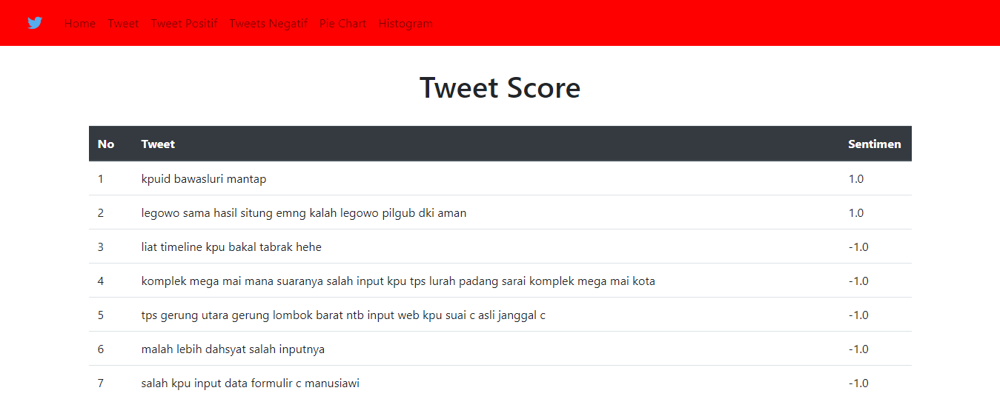 Home Tweet Tweet Positif Tweets Negatif Pie Chart Histogram
Tweet Score
No Tweet Sentimen
1 kpuid bawasluri mantap 1.0
2 legowo sama hasil situng emng kalah legowo pilgub dki aman 1.0
3 liat timeline kpu bakal tabrak hehe -1.0
4 komplek mega mai mana suaranya salah input kpu tps lurah padang sarai komplek mega mai kota -1.0
5 tps gerung utara gerung lombok barat ntb input web kpu suai c asli janggal c -1.0
6 malah lebih dahsyat salah inputnya -1.0
7 salah kpu input data formulir c manusiawi -1.0